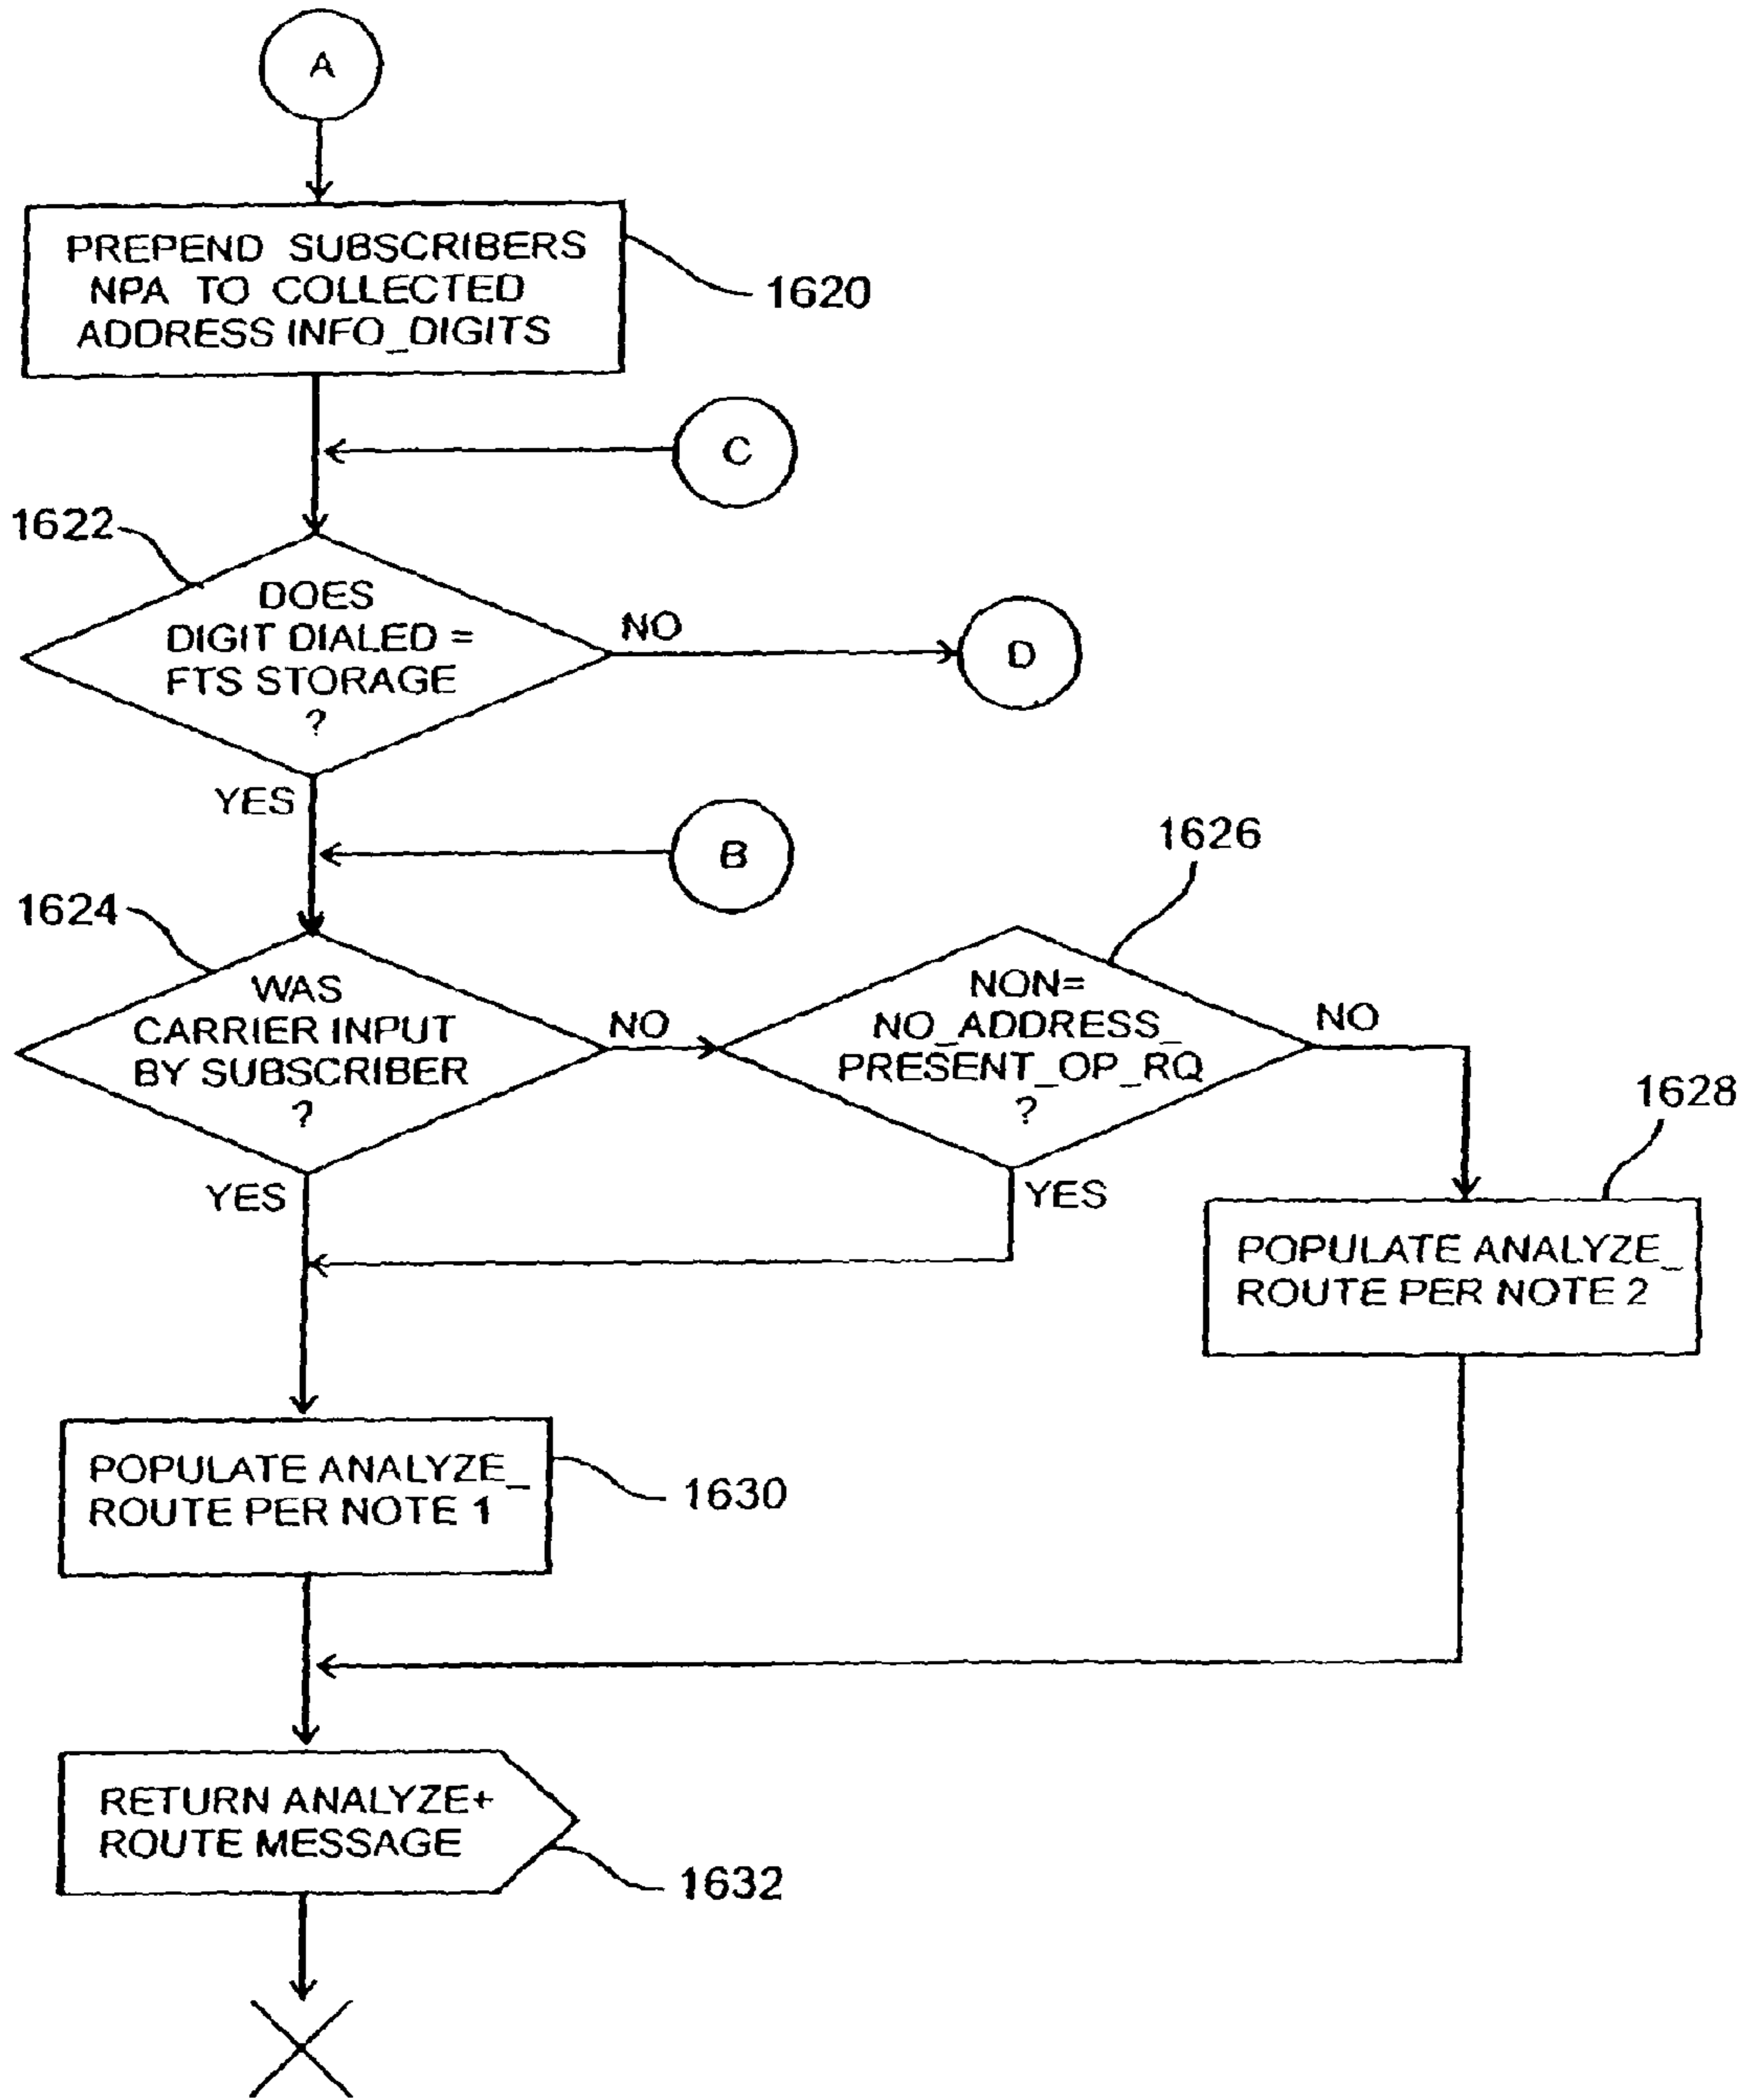 A
PREPEND SUBSCRIBERS
NPA TO COLLECTED
ADDRESS INFO_DIGITS
1620
C
1622
DOES
DIGIT DIALED =
FTS STORAGE
?
NO
D
YES
B
1624
WAS
CARRIER INPUT
BY SUBSCRIBER
?
NO
1626
NON=
NO_ADDRESS_
PRESENT_OP_RQ
?
NO
1628
YES
YES
POPULATE ANALYZE_
ROUTE PER NOTE 2
POPULATE ANALYZE_
ROUTE PER NOTE 1
1630
RETURN ANALYZE+
ROUTE MESSAGE
1632